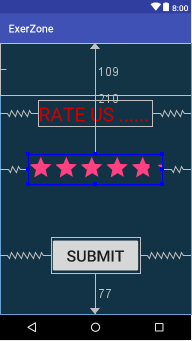 8:00
ExerZone
109
210
RATE US ......
SUBMIT
77